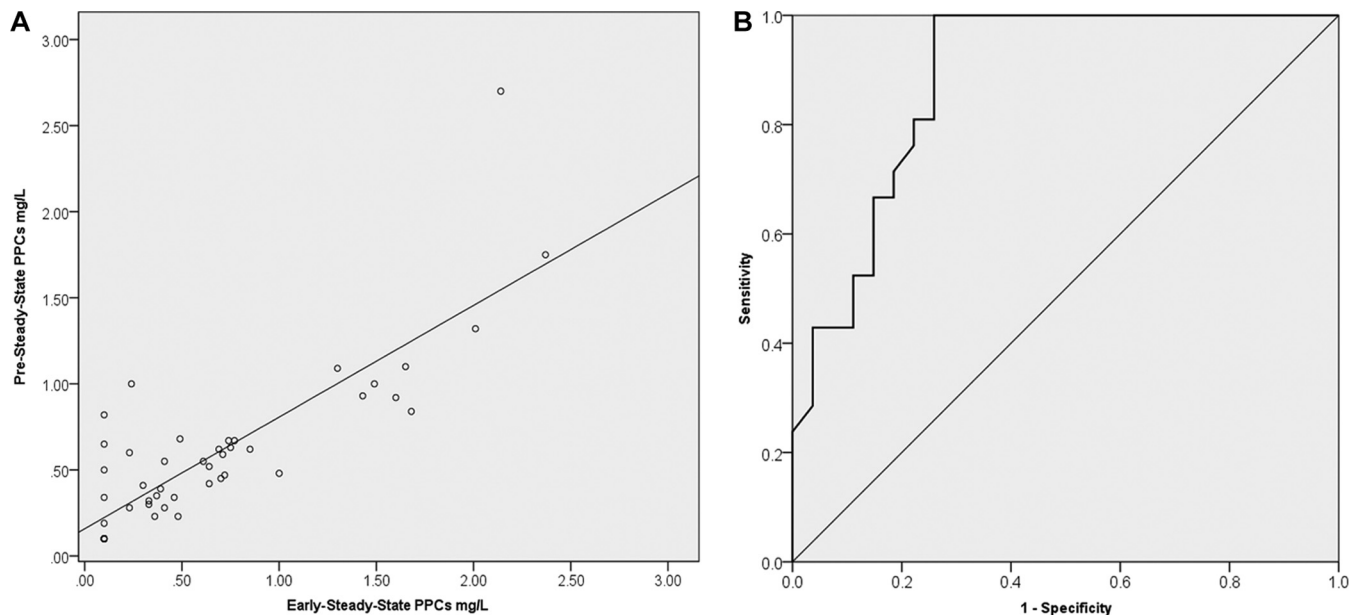 A
3.00
2.50
2.00
1.50
1.00
.50
.00
Pre-Steady-State PPCs mg/L
.00 .50 1.00 1.50 2.00 2.50 3.00
Early-Steady-State PPCs mg/L
B
1.0
0.8
0.6
0.4
0.2
0.0
Sensitivity
0.0 0.2 0.4 0.6 0.8 1.0
1 - Specificity